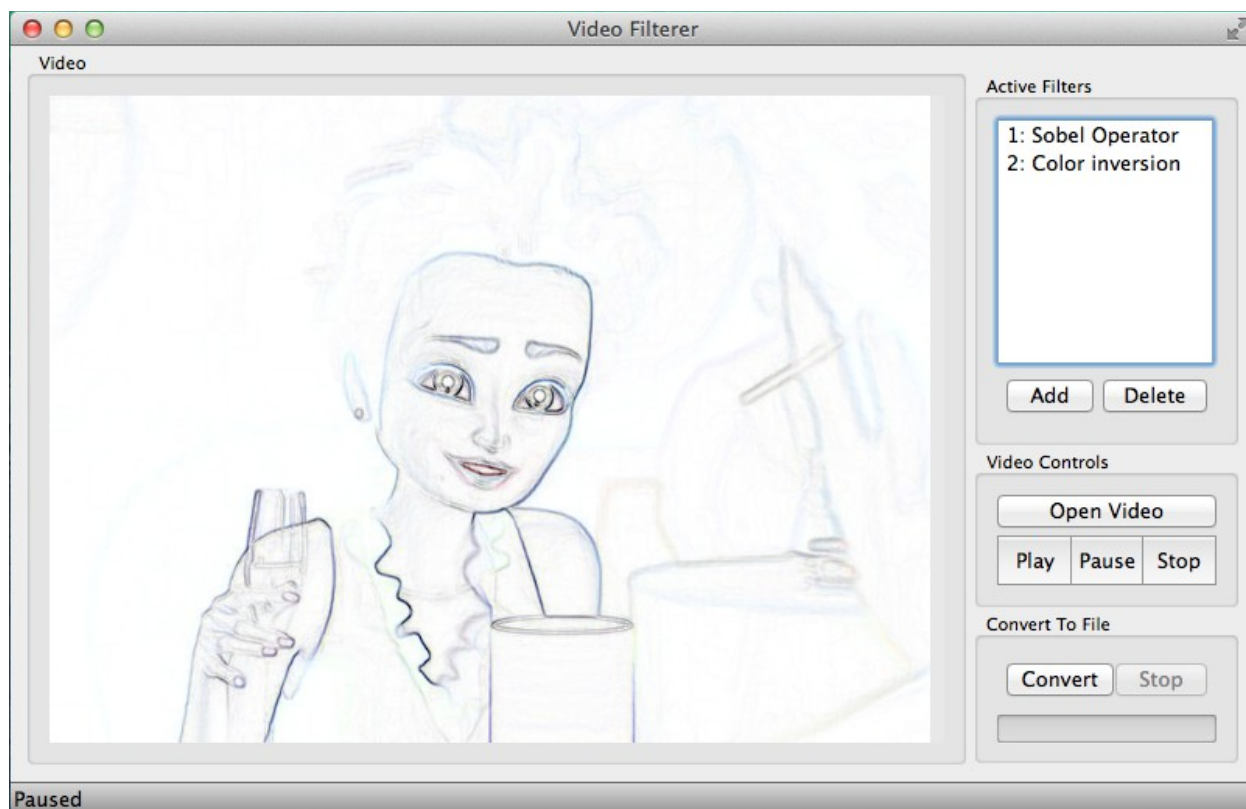 Video Filterer
Video
Active Filters
1: Sobel Operator
2: Color inversion
Add Delete
Video Controls
Open Video
Play Pause Stop
Convert To File
Convert Stop
Paused